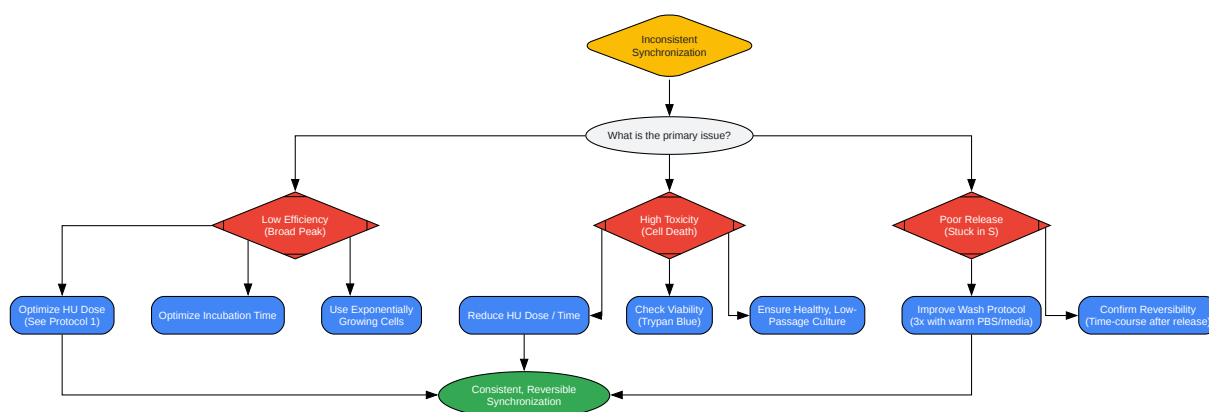 Inconsistent
Synchronization
What is the primary issue?
Low Efficiency
(Broad Peak)
High Toxicity
(Cell Death)
Poor Release
(Stuck in S)
Optimize HU Dose
(See Protocol 1)
Optimize Incubation Time
Use Exponentially
Growing Cells
Reduce HU Dose / Time
Check Viability
(Trypan Blue)
Ensure Healthy, Low-
Passage Culture
Improve Wash Protocol
(3x with warm PBS/media)
Confirm Reversibility
(Time-course after release)
Consistent, Reversible
Synchronization